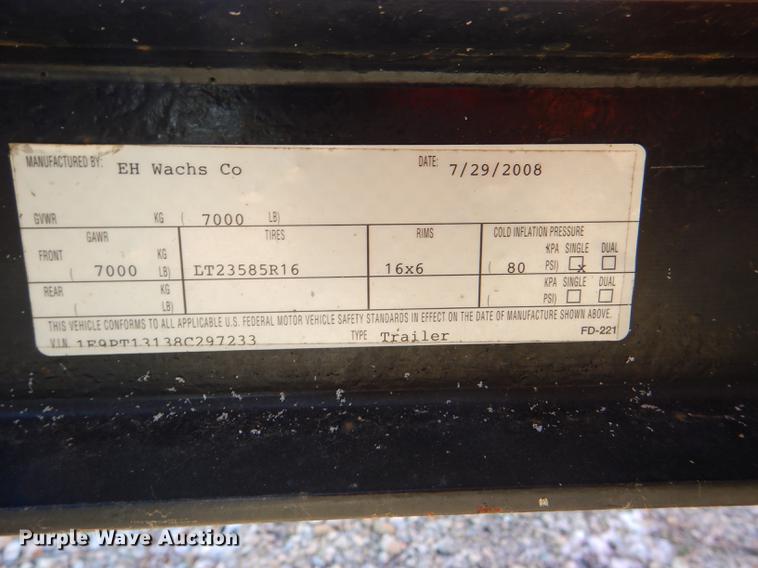 MANUFACTURED BY: EH Wachs Co DATE: 7/29/2008
GVWR KG ( 7000 LB)
GAWR TIRES RIMS COLD INFLATION PRESSURE
FRONT KG KPA SINGLE DUAL
( 7000 LB) LT23585R16 16x6 ( 80 PSI) x
REAR KG KPA SINGLE DUAL
( LB) ( PSI)
THIS VEHICLE CONFORMS TO ALL APPLICABLE U.S. FEDERAL MOTOR VEHICLE SAFETY STANDARDS IN EFFECT ON THE DATE OF MANUFACTURE SHOWN ABOVE.
V.I.N. 1E9PT13138C297233 TYPE Trailer FD-221
Purple Wave Auction